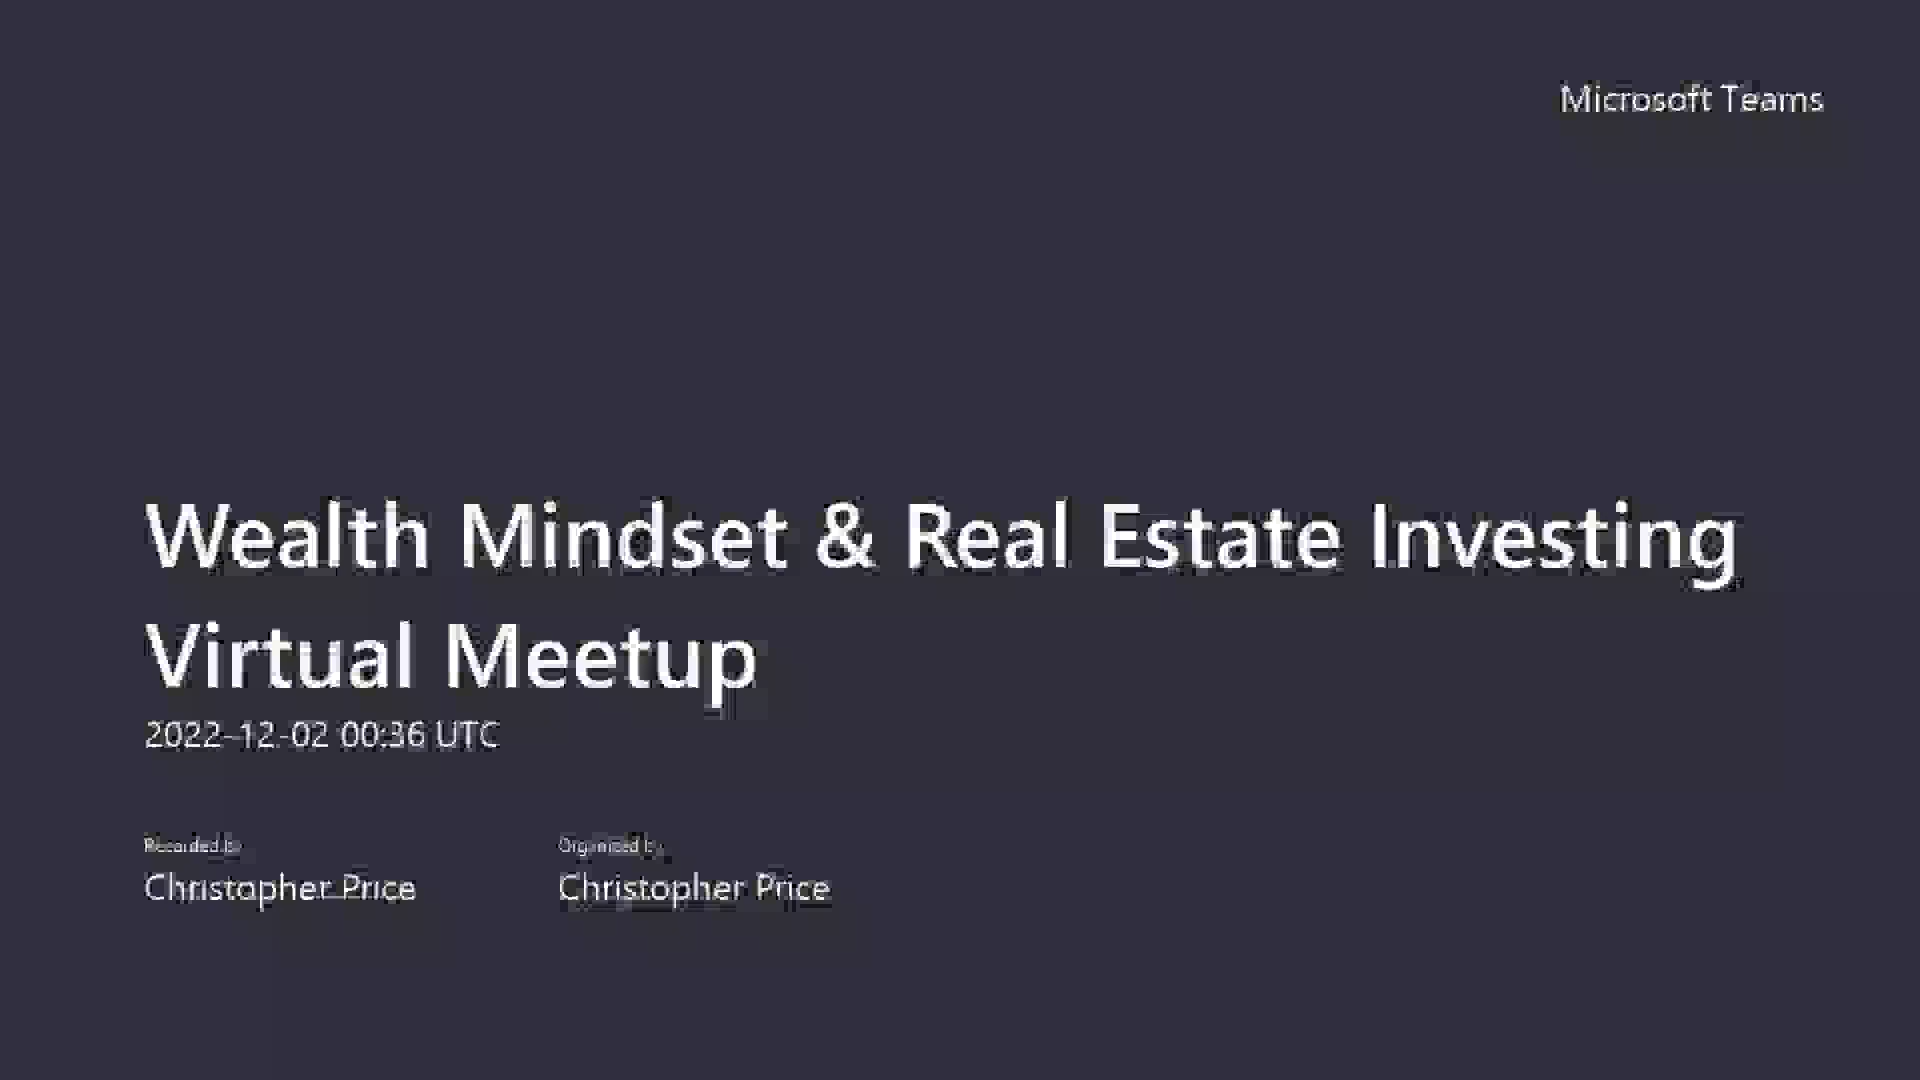 Microsoft Teams
Wealth Mindset & Real Estate Investing
Virtual Meetup
2022-12-02 00:36 UTC
Recorded by
Organized by
Christopher Price
Christopher Price